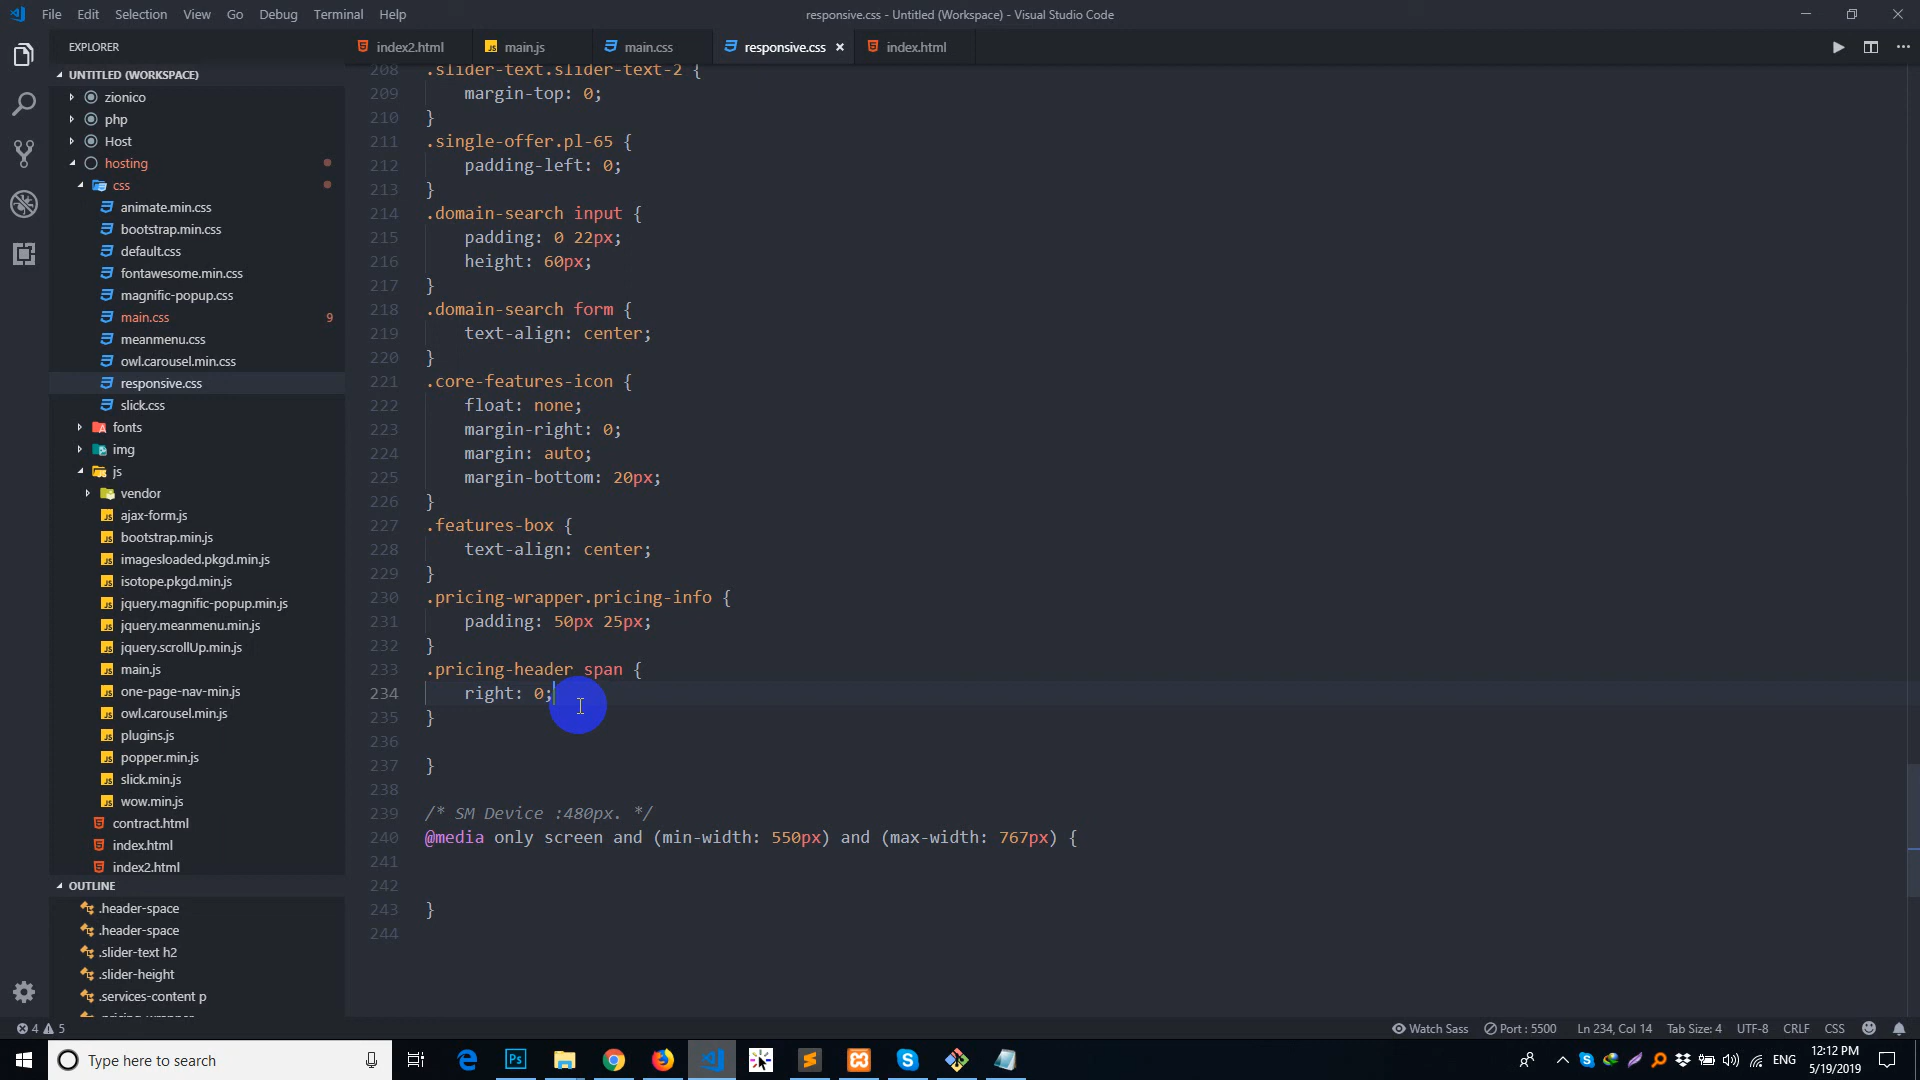 File Edit Selection View Go Debug Terminal Help
responsive.css - Untitled (Workspace) - Visual Studio Code
EXPLORER
index2.html main.js main.css responsive.css index.html
UNTITLED (WORKSPACE)
zionico
php
Host
hosting
css
animate.min.css
bootstrap.min.css
default.css
fontawesome.min.css
magnific-popup.css
main.css 9
meanmenu.css
owl.carousel.min.css
responsive.css
slick.css
fonts
img
js
vendor
ajax-form.js
bootstrap.min.js
imagesloaded.pkgd.min.js
isotope.pkgd.min.js
jquery.magnific-popup.min.js
jquery.meanmenu.min.js
jquery.scrollUp.min.js
main.js
one-page-nav-min.js
owl.carousel.min.js
plugins.js
popper.min.js
slick.min.js
wow.min.js
contract.html
index.html
index2.html
OUTLINE
.header-space
.header-space
.slider-text h2
.slider-height
.services-content p
.pricing-wrapper
208 .slider-text.slider-text-2 {
209 margin-top: 0;
210 }
211 .single-offer.pl-65 {
212 padding-left: 0;
213 }
214 .domain-search input {
215 padding: 0 22px;
216 height: 60px;
217 }
218 .domain-search form {
219 text-align: center;
220 }
221 .core-features-icon {
222 float: none;
223 margin-right: 0;
224 margin: auto;
225 margin-bottom: 20px;
226 }
227 .features-box {
228 text-align: center;
229 }
230 .pricing-wrapper.pricing-info {
231 padding: 50px 25px;
232 }
233 .pricing-header span {
234 right: 0;
235 }
236
237 }
238
239 /* SM Device :480px. */
240 @media only screen and (min-width: 550px) and (max-width: 767px) {
241
242
243 }
244
4 5
Watch Sass Port : 5500 Ln 234, Col 14 Tab Size: 4 UTF-8 CRLF CSS
Type here to search
ENG
12:12 PM
5/19/2019